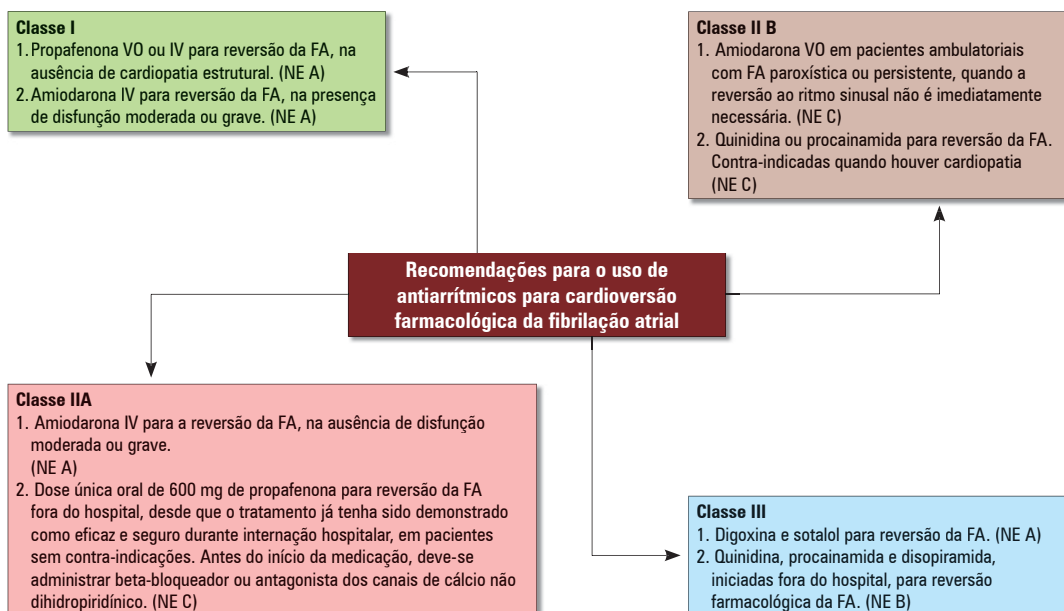 Classe I
1. Propafenona VO ou IV para reversão da FA, na
ausência de cardiopatia estrutural. (NE A)
2. Amiodarona IV para reversão da FA, na presença
de disfunção moderada ou grave. (NE A)
Classe II B
1. Amiodarona VO em pacientes ambulatoriais
com FA paroxística ou persistente, quando a
reversão ao ritmo sinusal não é imediatamente
necessária. (NE C)
2. Quinidina ou procainamida para reversão da FA.
Contra-indicadas quando houver cardiopatia
(NE C)
Recomendações para o uso de
antiarrítmicos para cardioversão
farmacológica da fibrilação atrial
Classe IIA
1. Amiodarona IV para a reversão da FA, na ausência de disfunção
moderada ou grave.
(NE A)
2. Dose única oral de 600 mg de propafenona para reversão da FA
fora do hospital, desde que o tratamento já tenha sido demonstrado
como eficaz e seguro durante internação hospitalar, em pacientes
sem contra-indicações. Antes do início da medicação, deve-se
administrar beta-bloqueador ou antagonista dos canais de cálcio não
dihidropiridínico. (NE C)
Classe III
1. Digoxina e sotalol para reversão da FA. (NE A)
2. Quinidina, procainamida e disopiramida,
iniciadas fora do hospital, para reversão
farmacológica da FA. (NE B)